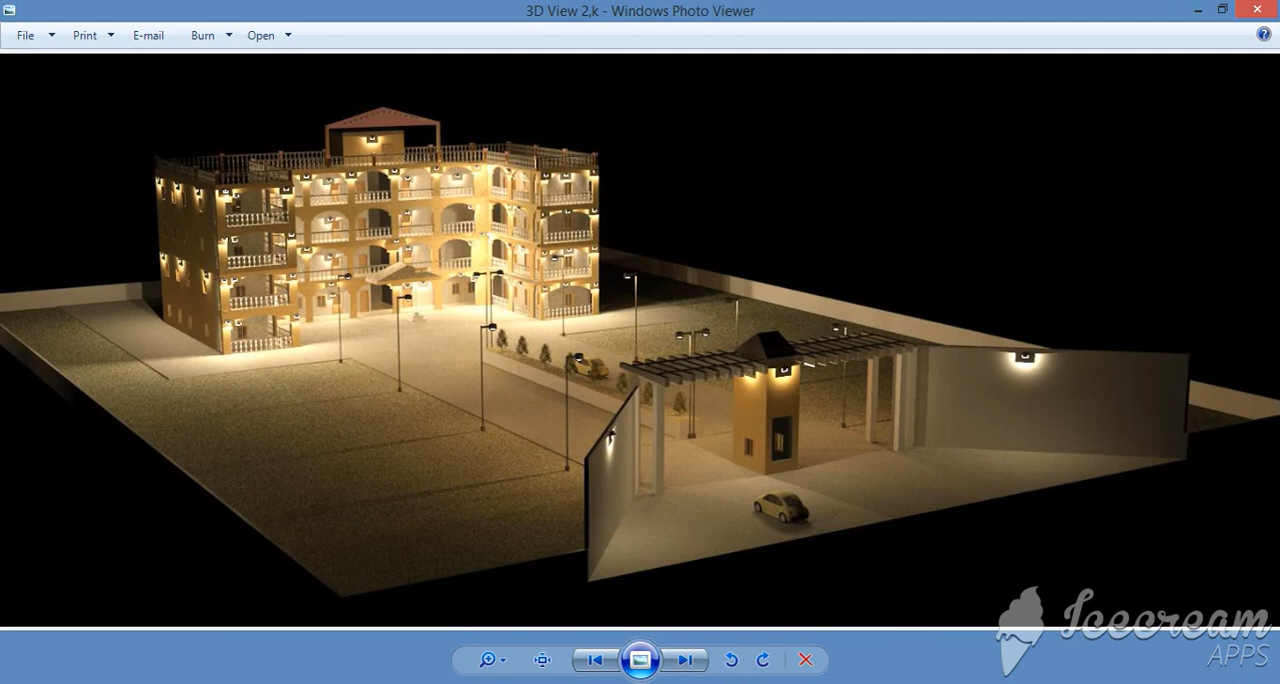 3D View 2,k - Windows Photo Viewer
File Print E-mail Burn Open
Icecream
APPS